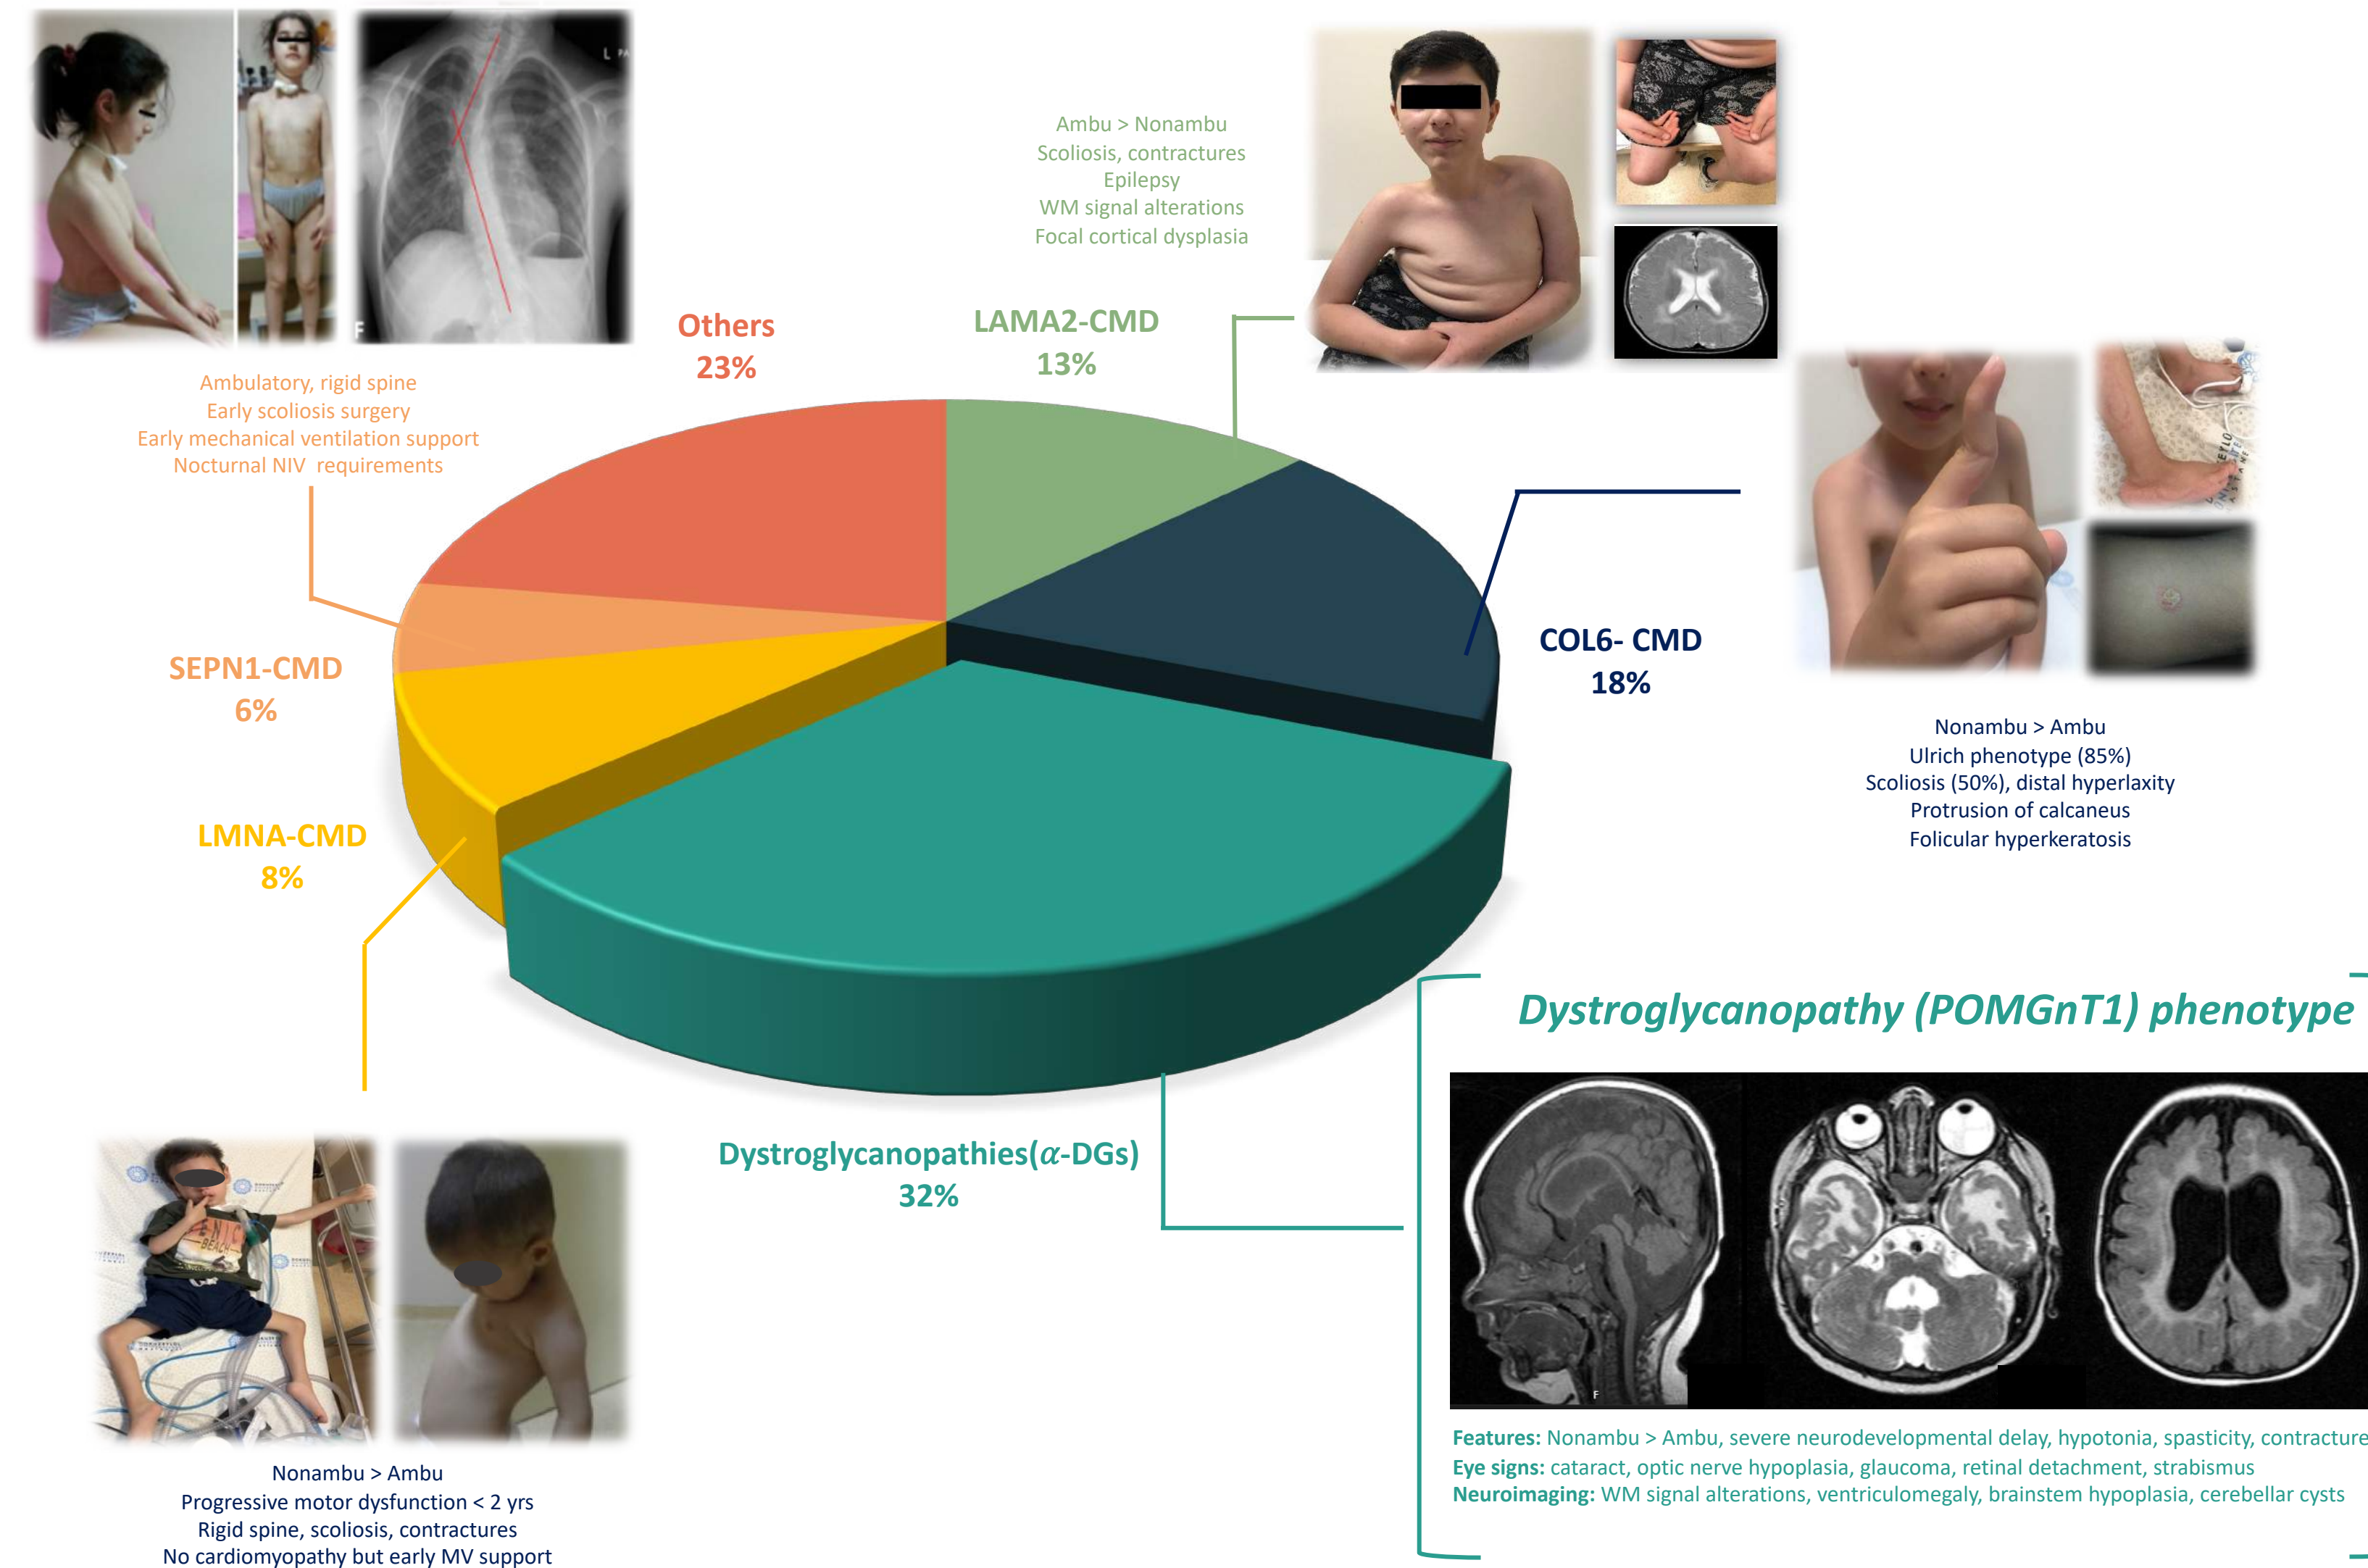 L PA
F
Ambulatory, rigid spine
Early scoliosis surgery
Early mechanical ventilation support
Nocturnal NIV requirements
Others
23%
Ambu > Nonambu
Scoliosis, contractures
Epilepsy
WM signal alterations
Focal cortical dysplasia
LAMA2-CMD
13%
COL6- CMD
18%
Nonambu > Ambu
Ulrich phenotype (85%)
Scoliosis (50%), distal hyperlaxity
Protrusion of calcaneus
Folicular hyperkeratosis
SEPN1-CMD
6%
LMNA-CMD
8%
Dystroglycanopathies(α-DGs)
32%
Dystroglycanopathy (POMGnT1) phenotype
F
Features: Nonambu > Ambu, severe neurodevelopmental delay, hypotonia, spasticity, contracture
Eye signs: cataract, optic nerve hypoplasia, glaucoma, retinal detachment, strabismus
Neuroimaging: WM signal alterations, ventriculomegaly, brainstem hypoplasia, cerebellar cysts
BEACH
Nonambu > Ambu
Progressive motor dysfunction < 2 yrs
Rigid spine, scoliosis, contractures
No cardiomyopathy but early MV support